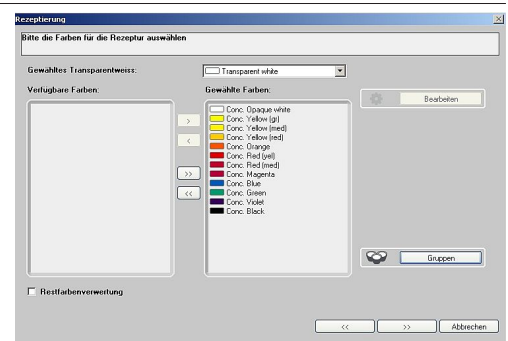 Rezeptierung
Bitte die Farben für die Rezeptur auswählen
Gewähltes Transparentweiss:
Transparent white
Verfügbare Farben:
Gewählte Farben:
Conc. Opaque white
Conc. Yellow (gr)
Conc. Yellow (med)
Conc. Yellow (red)
Conc. Orange
Conc. Red (yel)
Conc. Red (med)
Conc. Magenta
Conc. Blue
Conc. Green
Conc. Violet
Conc. Black
>
<
>>
<<
Bearbeiten
Gruppen
Restfarbenverwertung
<< >> Abbrechen